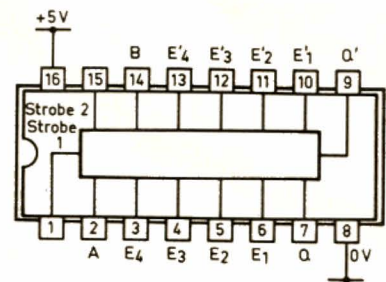 +5V
B E'4 E'3 E'2 E'1 Q'
16 15 14 13 12 11 10 9
Strobe 2
Strobe
1
1 2 3 4 5 6 7 8
A E4 E3 E2 E1 Q 0V